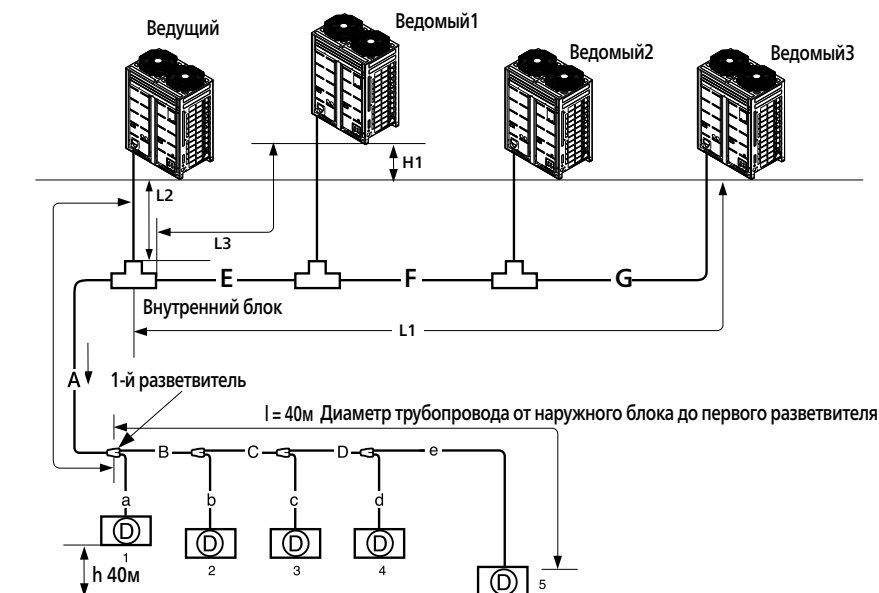 Ведущий
Ведомый1
Ведомый2
Ведомый3
H1
L2
L3
E
F
G
Внутренний блок
L1
A
1-й разветвитель
l = 40м Диаметр трубопровода от наружного блока до первого разветвителя
B
C
D
e
a
b
c
d
D
D
D
D
1
2
3
4
h 40м
D
5